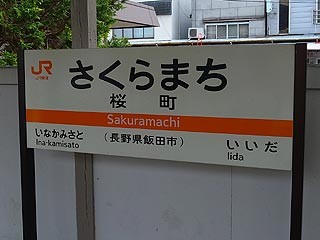 JR
JR東海
さくらまち
桜町
Sakuramachi
いなかみさと
Ina-kamisato
(長野県飯田市)
いいだ
Iida